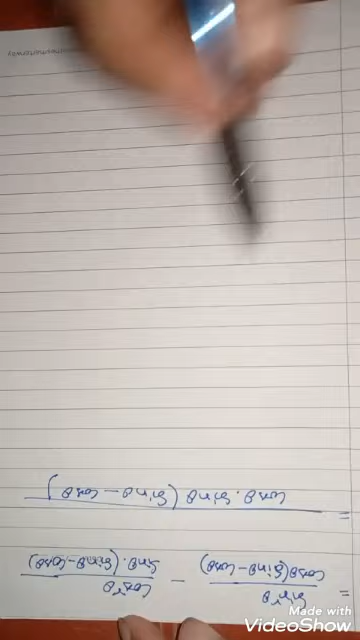 = Sin²θ / Cosθ(Sinθ - Cosθ) - Cos²θ / Sinθ.(Sinθ - Cosθ)
= / Cosθ. Sinθ (Sinθ - Cosθ)
Made with
VideoShow